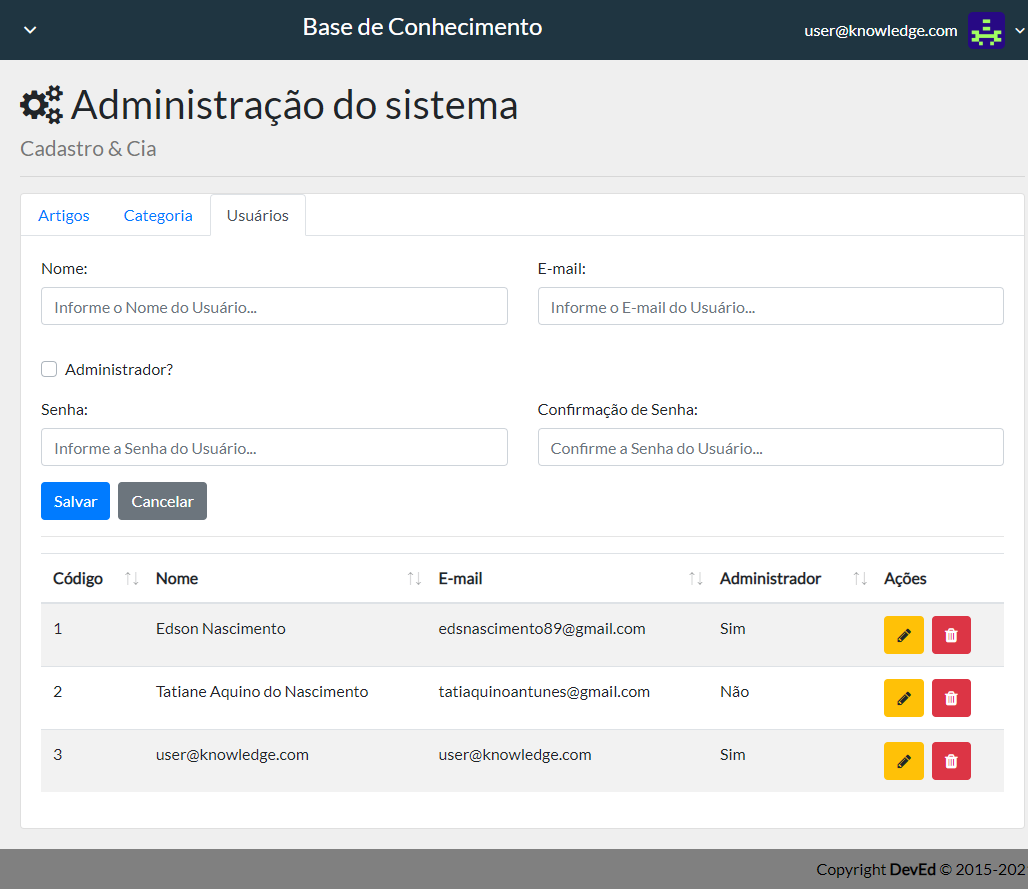 Base de Conhecimento
user@knowledge.com
Administração do sistema
Cadastro & Cia
Artigos Categoria Usuários
Nome: E-mail:
Informe o Nome do Usuário... Informe o E-mail do Usuário...
Administrador?
Senha: Confirmação de Senha:
Informe a Senha do Usuário... Confirme a Senha do Usuário...
Salvar Cancelar
Código Nome E-mail Administrador Ações
1 Edson Nascimento edsnascimento89@gmail.com Sim
2 Tatiane Aquino do Nascimento tatiaquinoantunes@gmail.com Não
3 user@knowledge.com user@knowledge.com Sim
Copyright DevEd © 2015-202